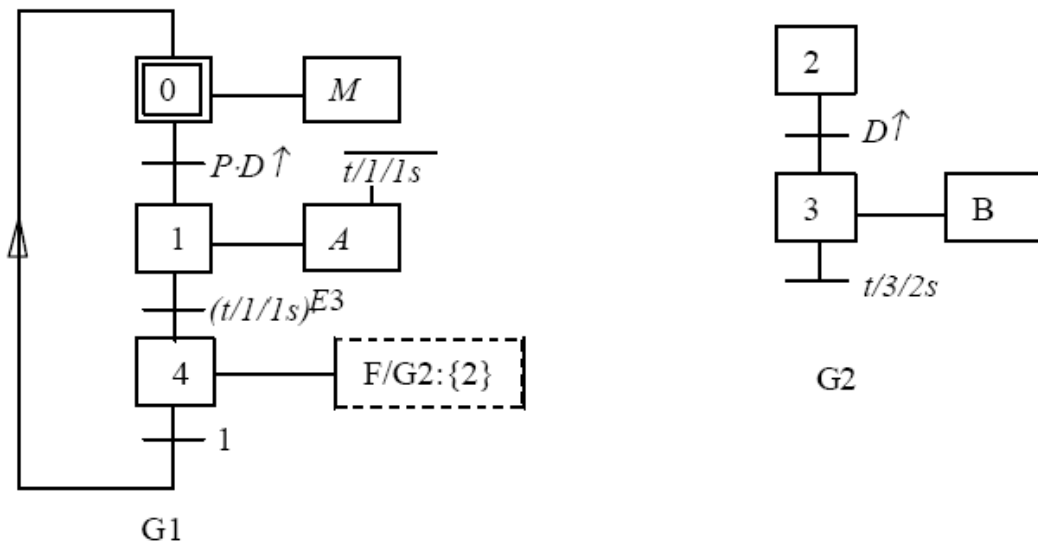 0
M
P·D↑
t/1/1s
1
A
(t/1/1s)·E3
4
F/G2:{2}
1
G1
2
D↑
3
B
t/3/2s
G2